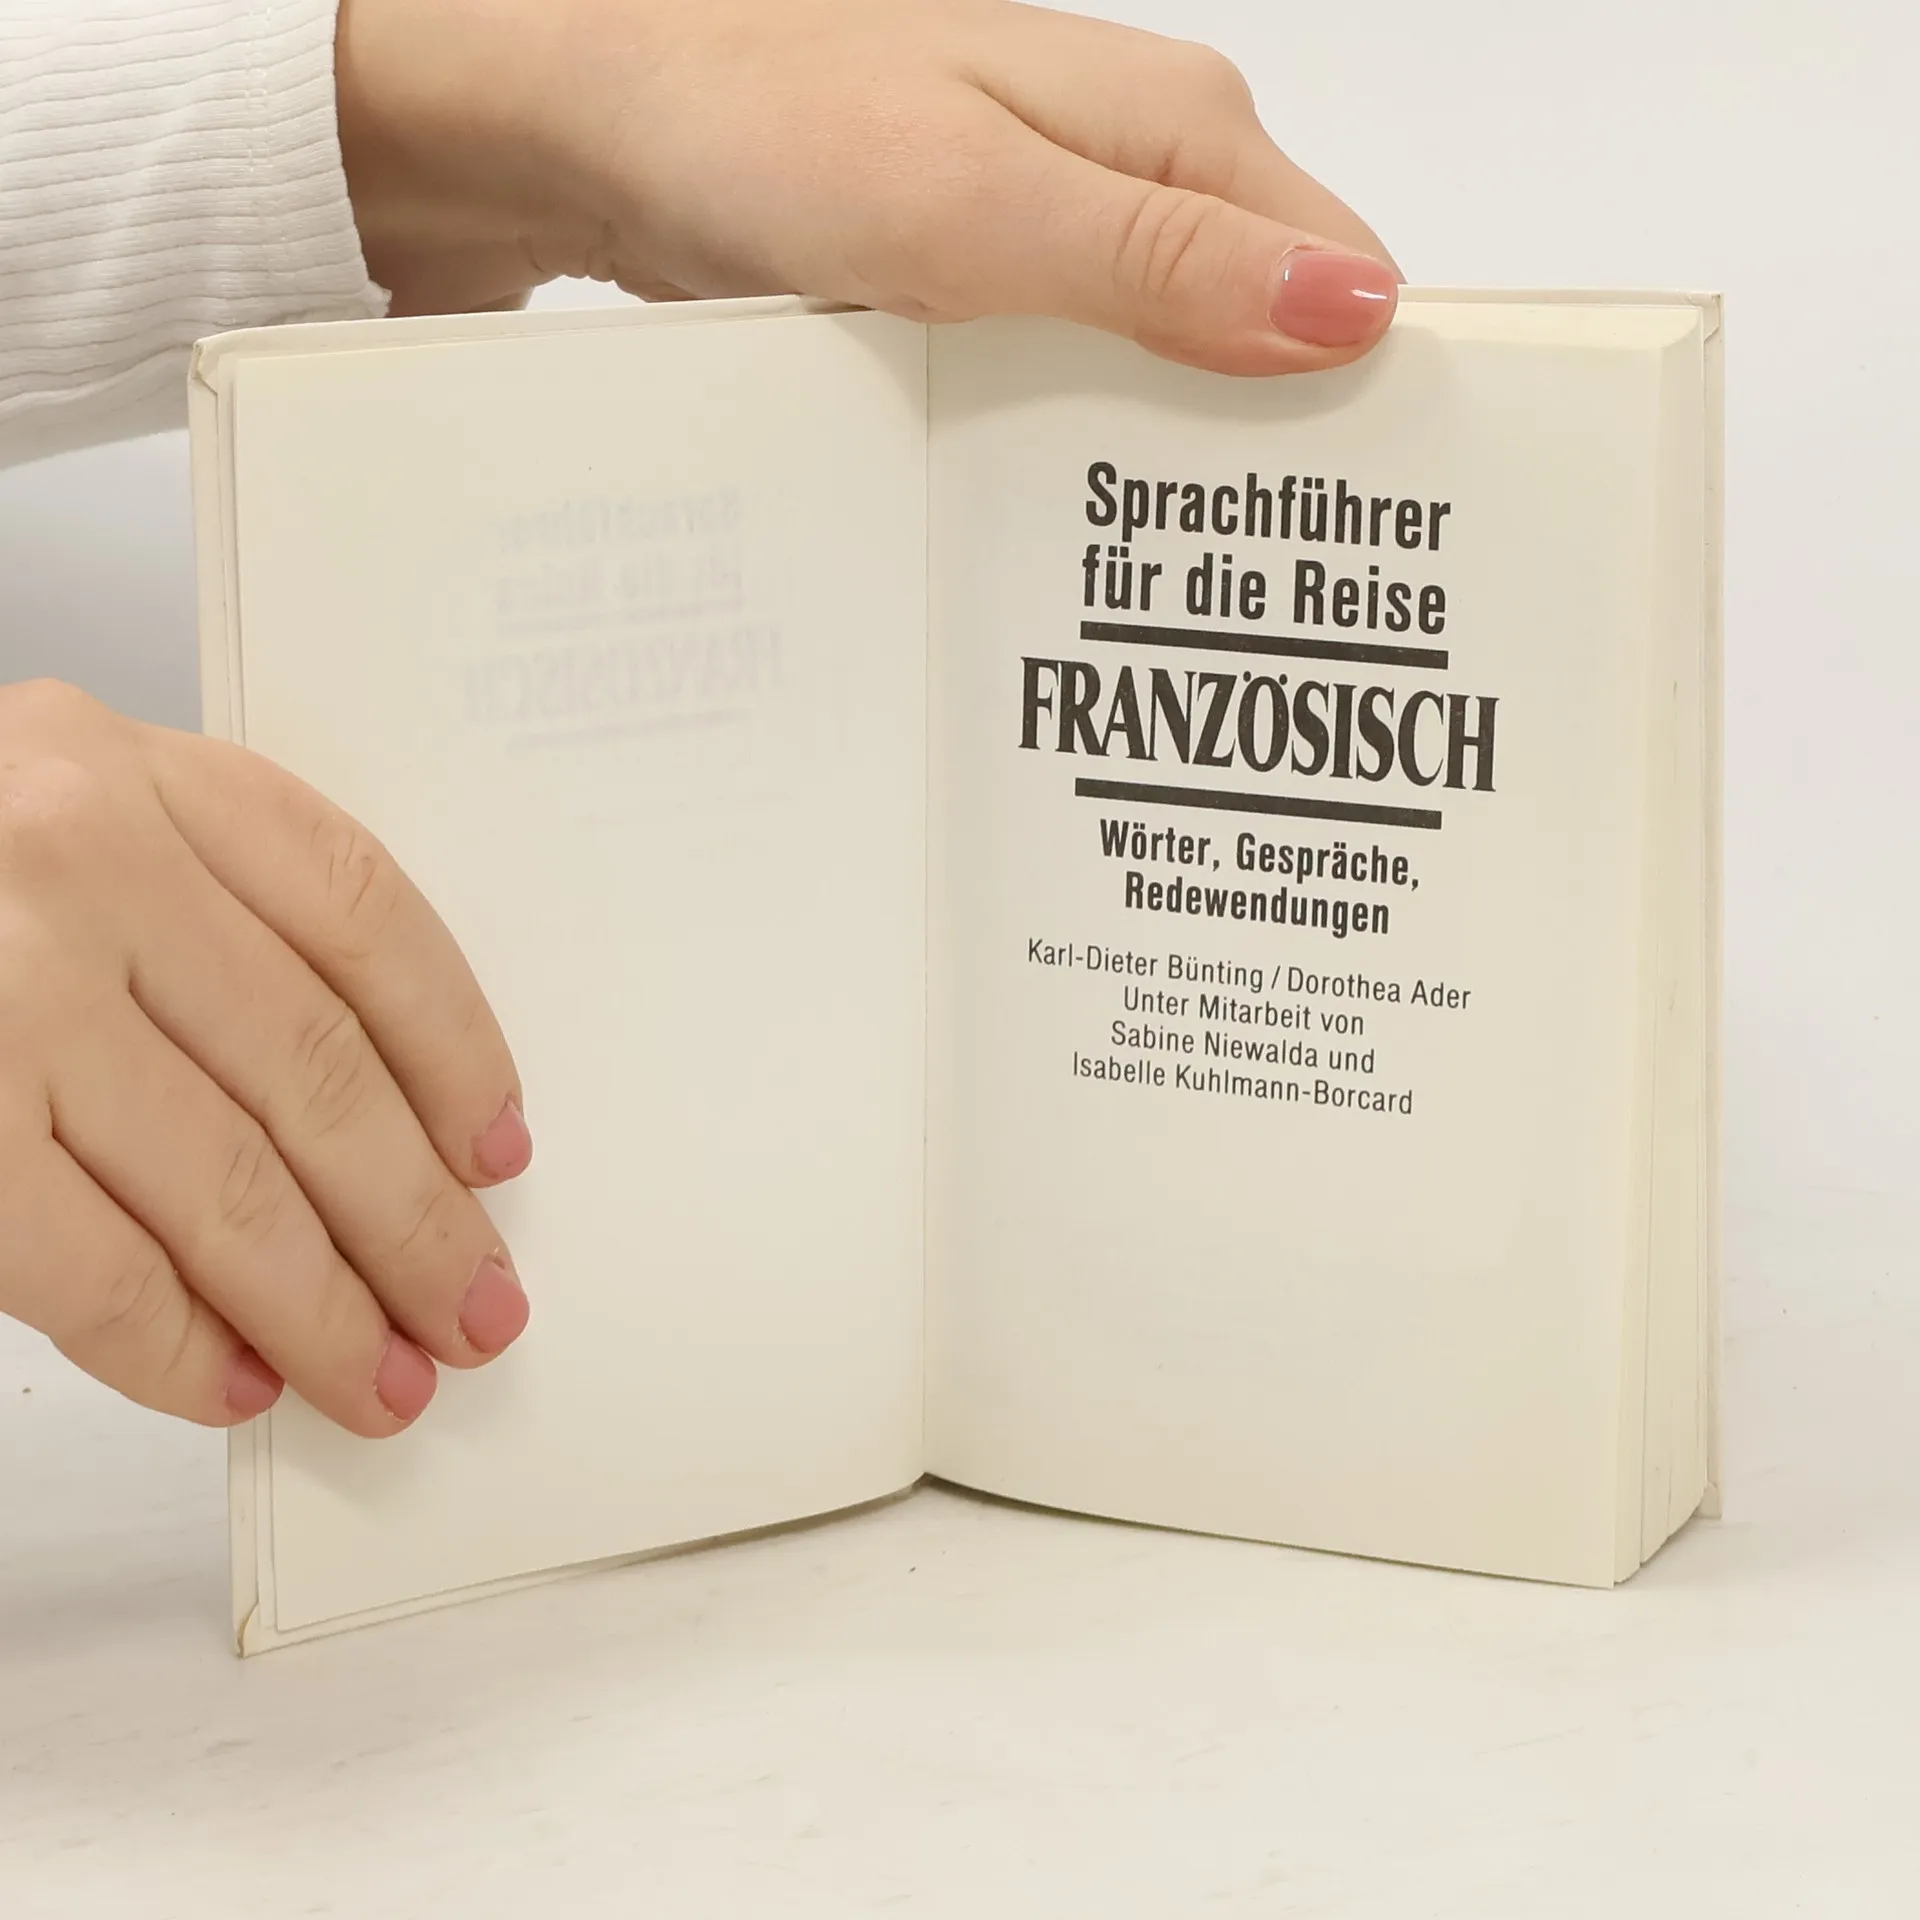 Sprachführer
für die Reise
FRANZÖSISCH
Wörter, Gespräche,
Redewendungen
Karl-Dieter Bünting / Dorothea Ader
Unter Mitarbeit von
Sabine Niewalda und
Isabelle Kuhlmann-Borcard